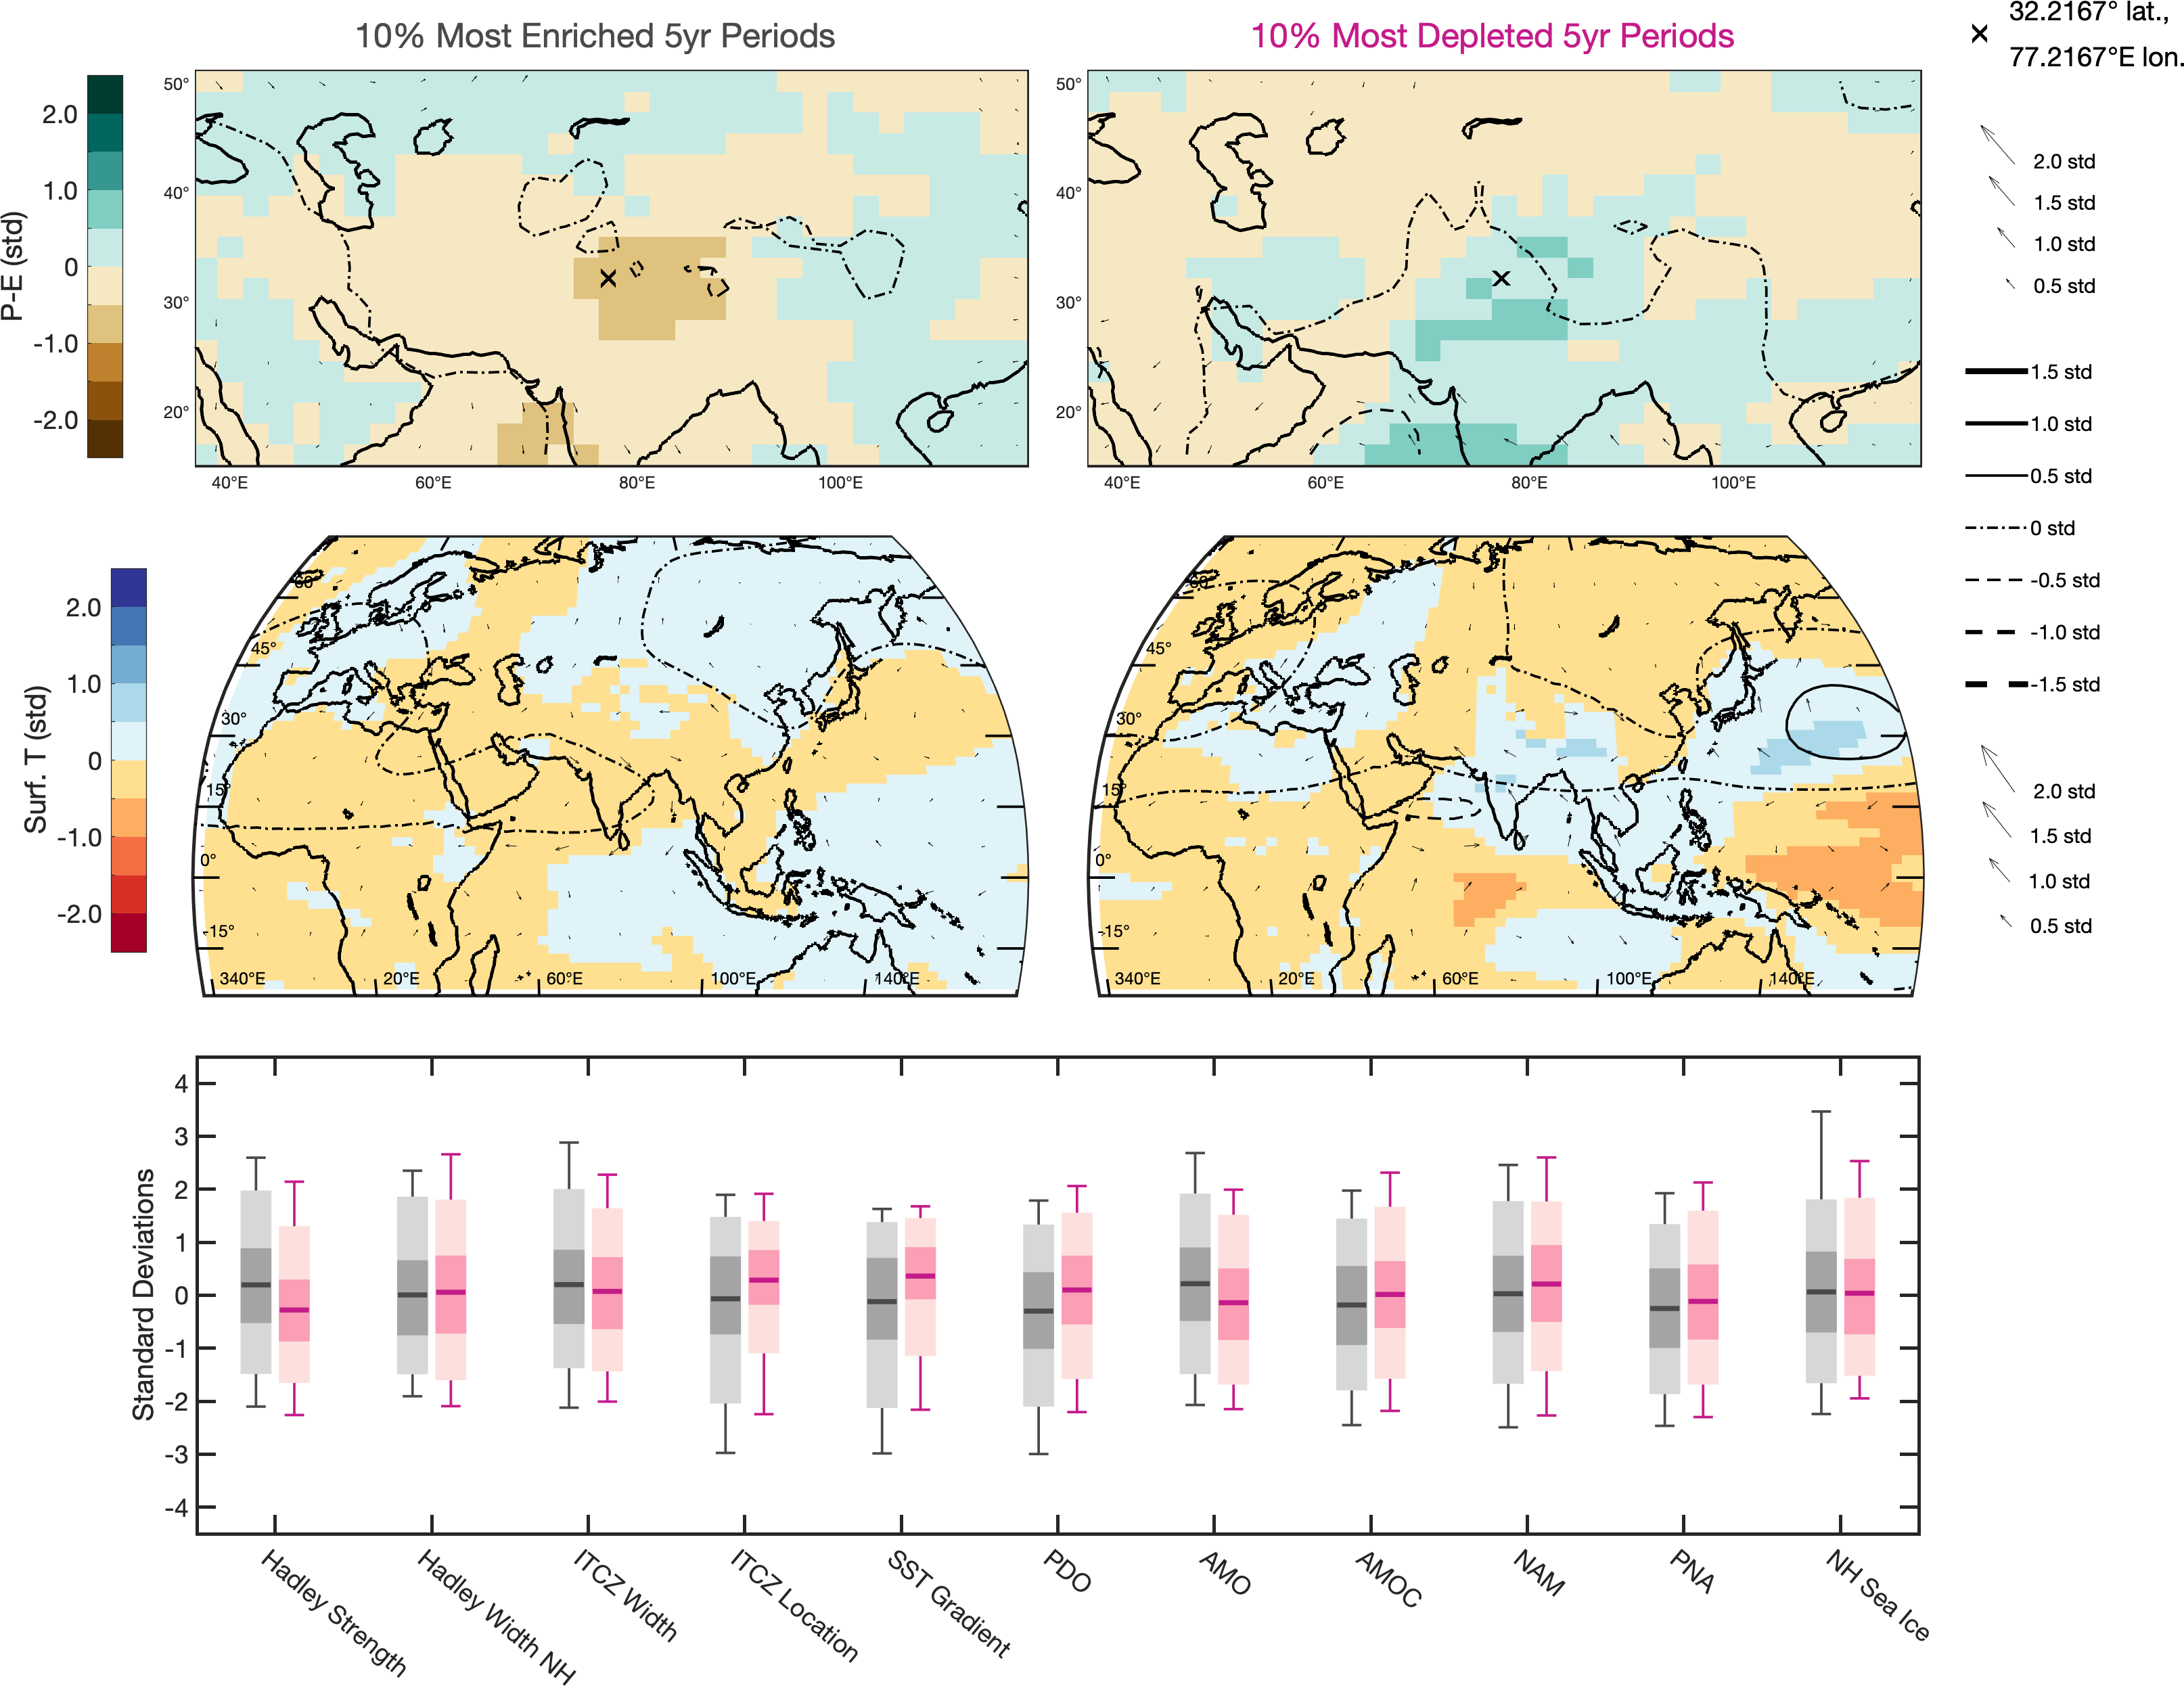 10% Most Enriched 5yr Periods
10% Most Depleted 5yr Periods
32.2167° lat.,
77.2167°E lon.
P-E (std)
2.0
1.0
0
-1.0
-2.0
50°
40°
30°
20°
40°E 60°E 80°E 100°E
50°
40°
30°
20°
40°E 60°E 80°E 100°E
2.0 std
1.5 std
1.0 std
0.5 std
1.5 std
1.0 std
0.5 std
0 std
-0.5 std
-1.0 std
-1.5 std
2.0 std
1.5 std
1.0 std
0.5 std
Surf. T (std)
2.0
1.0
0
-1.0
-2.0
60°
45°
30°
15°
0°
-15°
340°E 20°E 60°E 100°E 140°E
60°
45°
30°
15°
0°
-15°
340°E 20°E 60°E 100°E 140°E
Standard Deviations
4
3
2
1
0
-1
-2
-3
-4
Hadley Strength
Hadley Width NH
ITCZ Width
ITCZ Location
SST Gradient
PDO
AMO
AMOC
NAM
PNA
NH Sea Ice